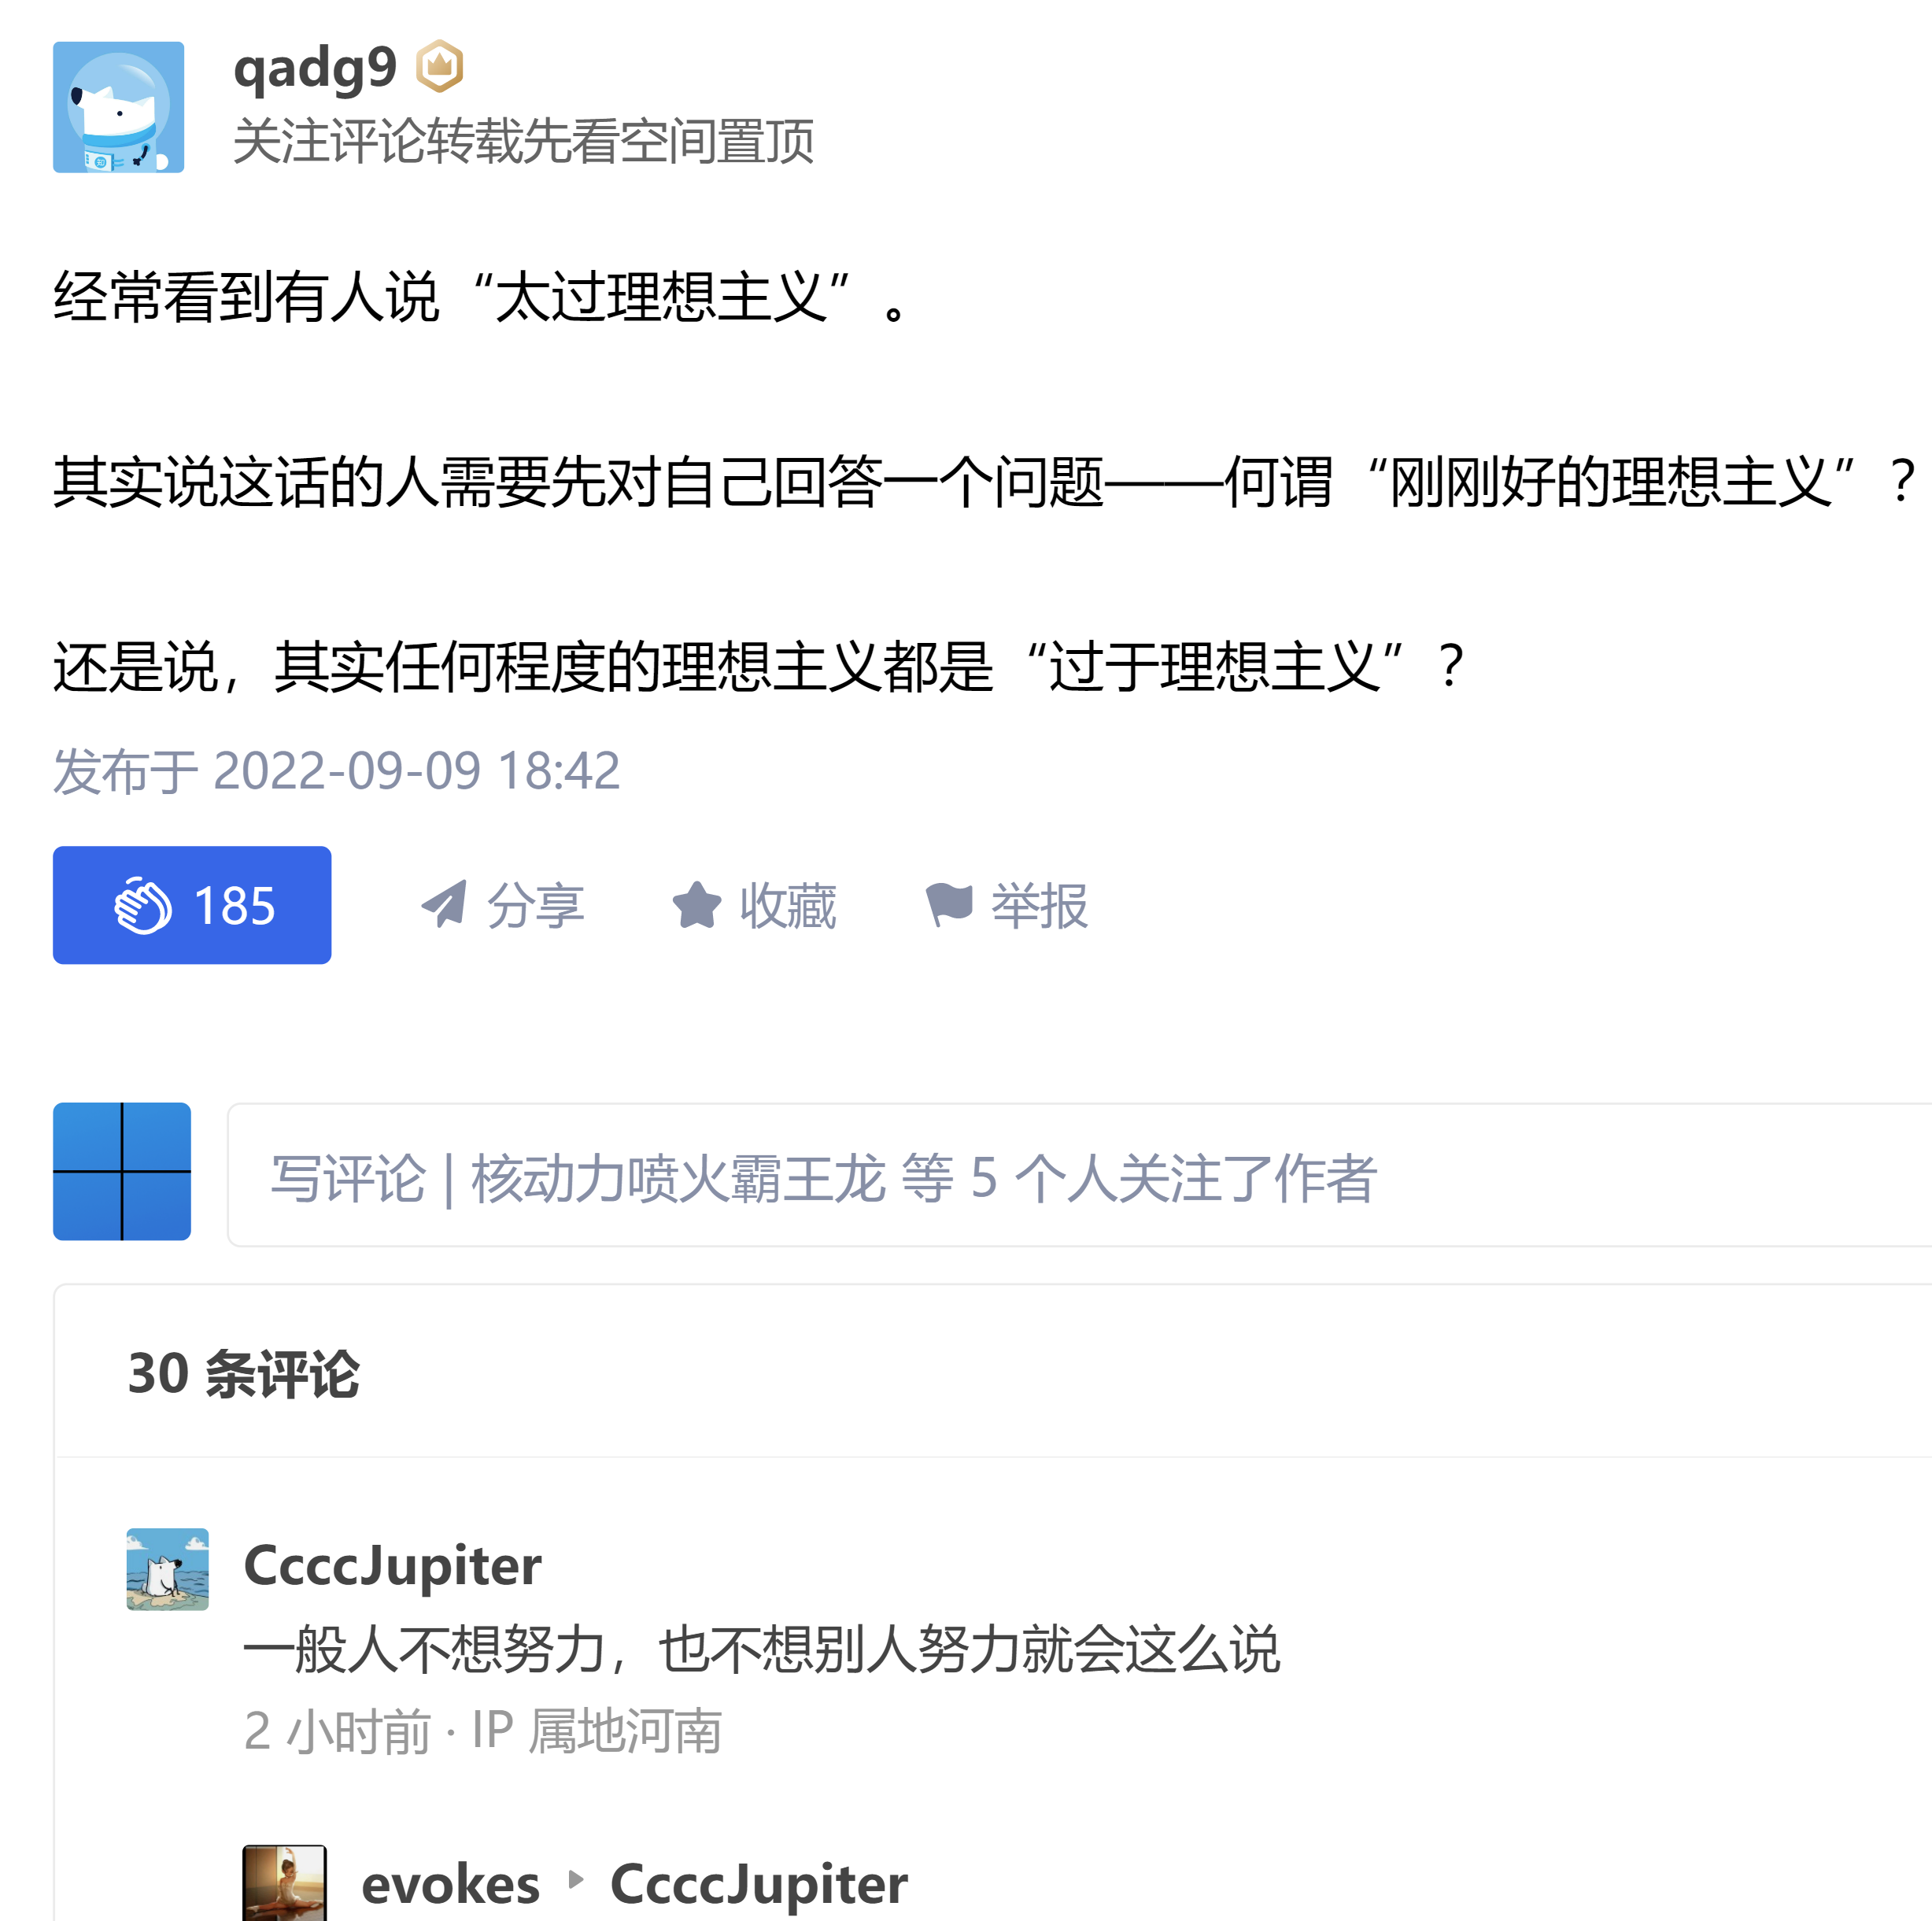 qadg9
关注评论转载先看空间置顶
经常看到有人说“太过理想主义”。
其实说这话的人需要先对自己回答一个问题——何谓“刚刚好的理想主义”？
还是说，其实任何程度的理想主义都是“过于理想主义”？
发布于 2022-09-09 18:42
185 分享 收藏 举报
写评论 | 核动力喷火霸王龙 等 5 个人关注了作者
30 条评论
CcccJupiter
一般人不想努力，也不想别人努力就会这么说
2 小时前 · IP 属地河南
evokes CcccJupiter